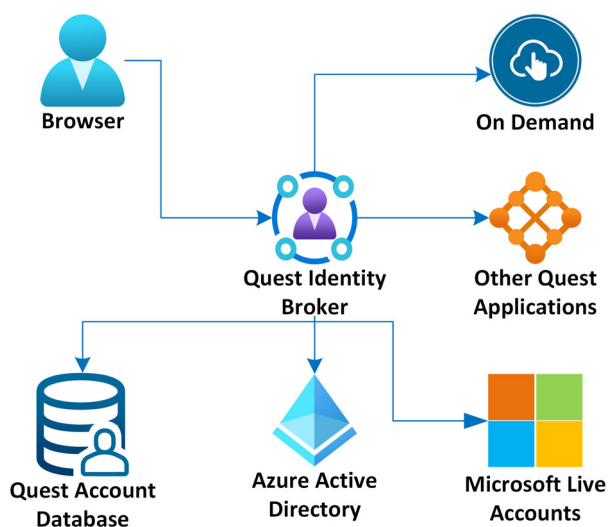 Browser
On Demand
Quest Identity
Broker
Other Quest
Applications
Quest Account
Database
Azure Active
Directory
Microsoft Live
Accounts